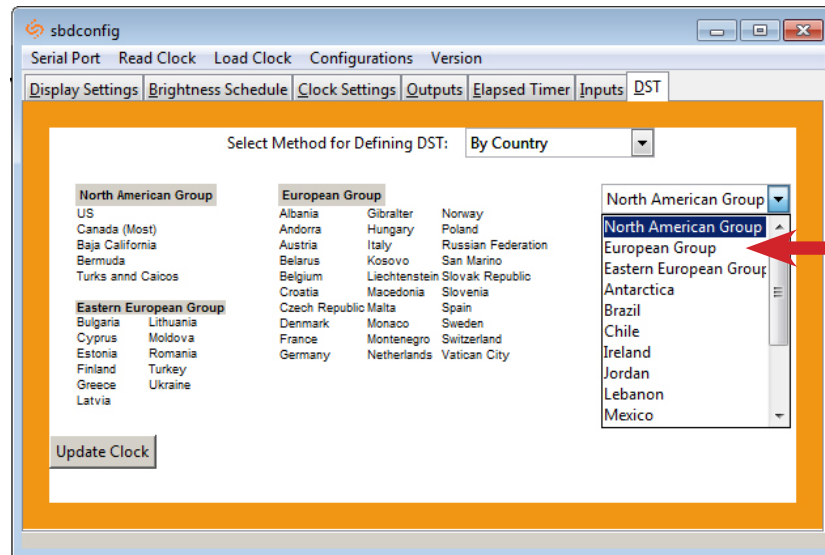 sbdconfig
Serial Port Read Clock Load Clock Configurations Version
Display Settings Brightness Schedule Clock Settings Outputs Elapsed Timer Inputs DST
Select Method for Defining DST: By Country
North American Group
US
Canada (Most)
Baja California
Bermuda
Turks annd Caicos
Eastern European Group
Bulgaria Lithuania
Cyprus Moldova
Estonia Romania
Finland Turkey
Greece Ukraine
Latvia
European Group
Albania Gibralter Norway
Andorra Hungary Poland
Austria Italy Russian Federation
Belarus Kosovo San Marino
Belgium Liechtenstein Slovak Republic
Croatia Macedonia Slovenia
Czech Republic Malta Spain
Denmark Monaco Sweden
France Montenegro Switzerland
Germany Netherlands Vatican City
North American Group
North American Group
European Group
Eastern European Group
Antarctica
Brazil
Chile
Ireland
Jordan
Lebanon
Mexico
Update Clock